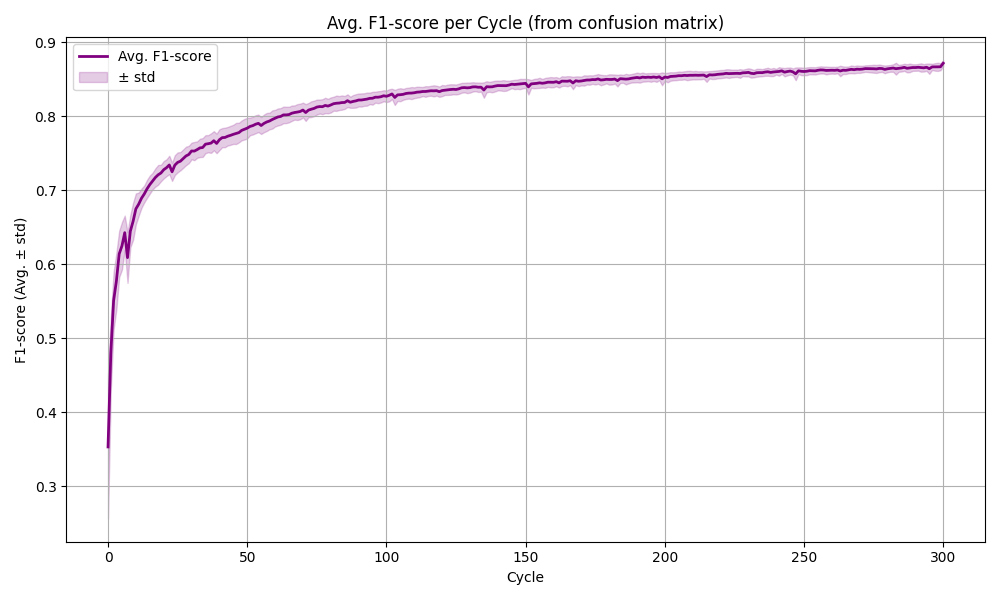 Avg. F1-score per Cycle (from confusion matrix)
Avg. F1-score
± std
F1-score (Avg. ± std)
0.9
0.8
0.7
0.6
0.5
0.4
0.3
0 50 100 150 200 250 300
Cycle